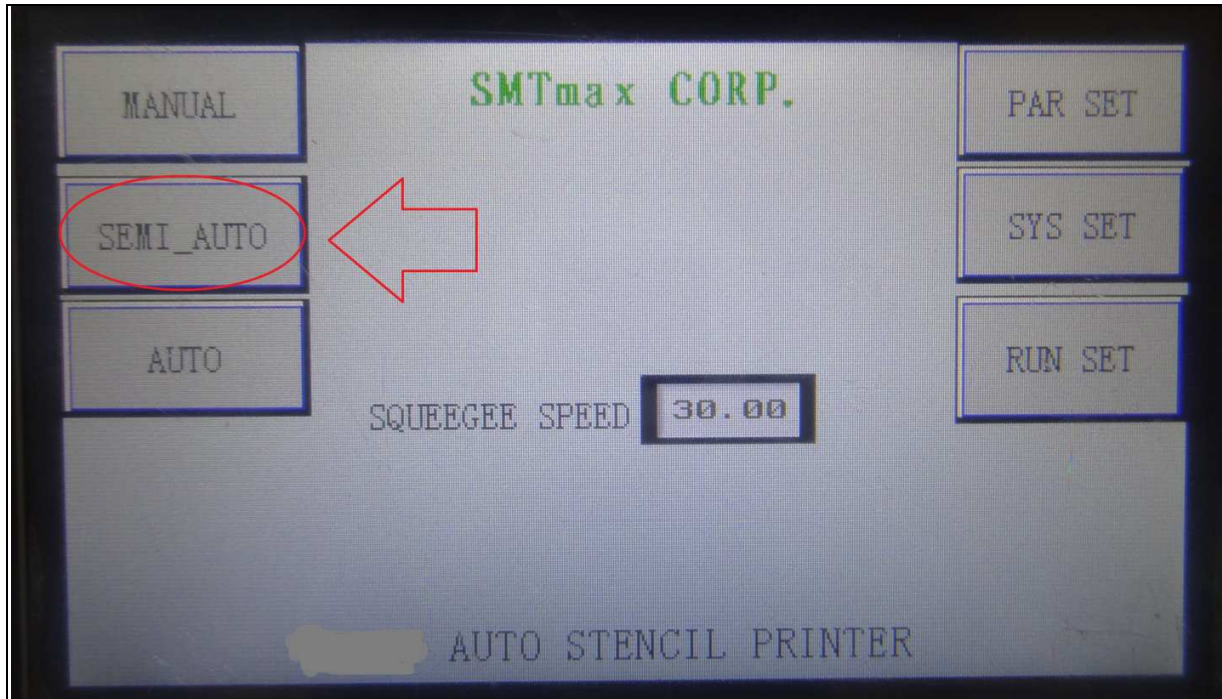 SMTmax CORP.
MANUAL
SEMI_AUTO
AUTO
PAR SET
SYS SET
RUN SET
SQUEEGEE SPEED 30.00
AUTO STENCIL PRINTER